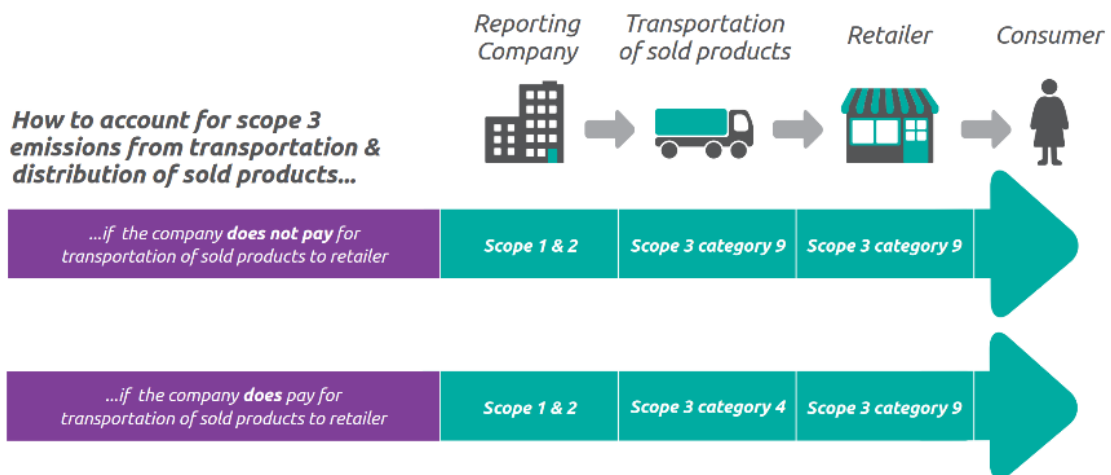 Reporting
Company
Transportation
of sold products
Retailer
Consumer
How to account for scope 3
emissions from transportation &
distribution of sold products...
...if the company does not pay for
transportation of sold products to retailer
Scope 1 & 2
Scope 3 category 9
Scope 3 category 9
...if the company does pay for
transportation of sold products to retailer
Scope 1 & 2
Scope 3 category 4
Scope 3 category 9